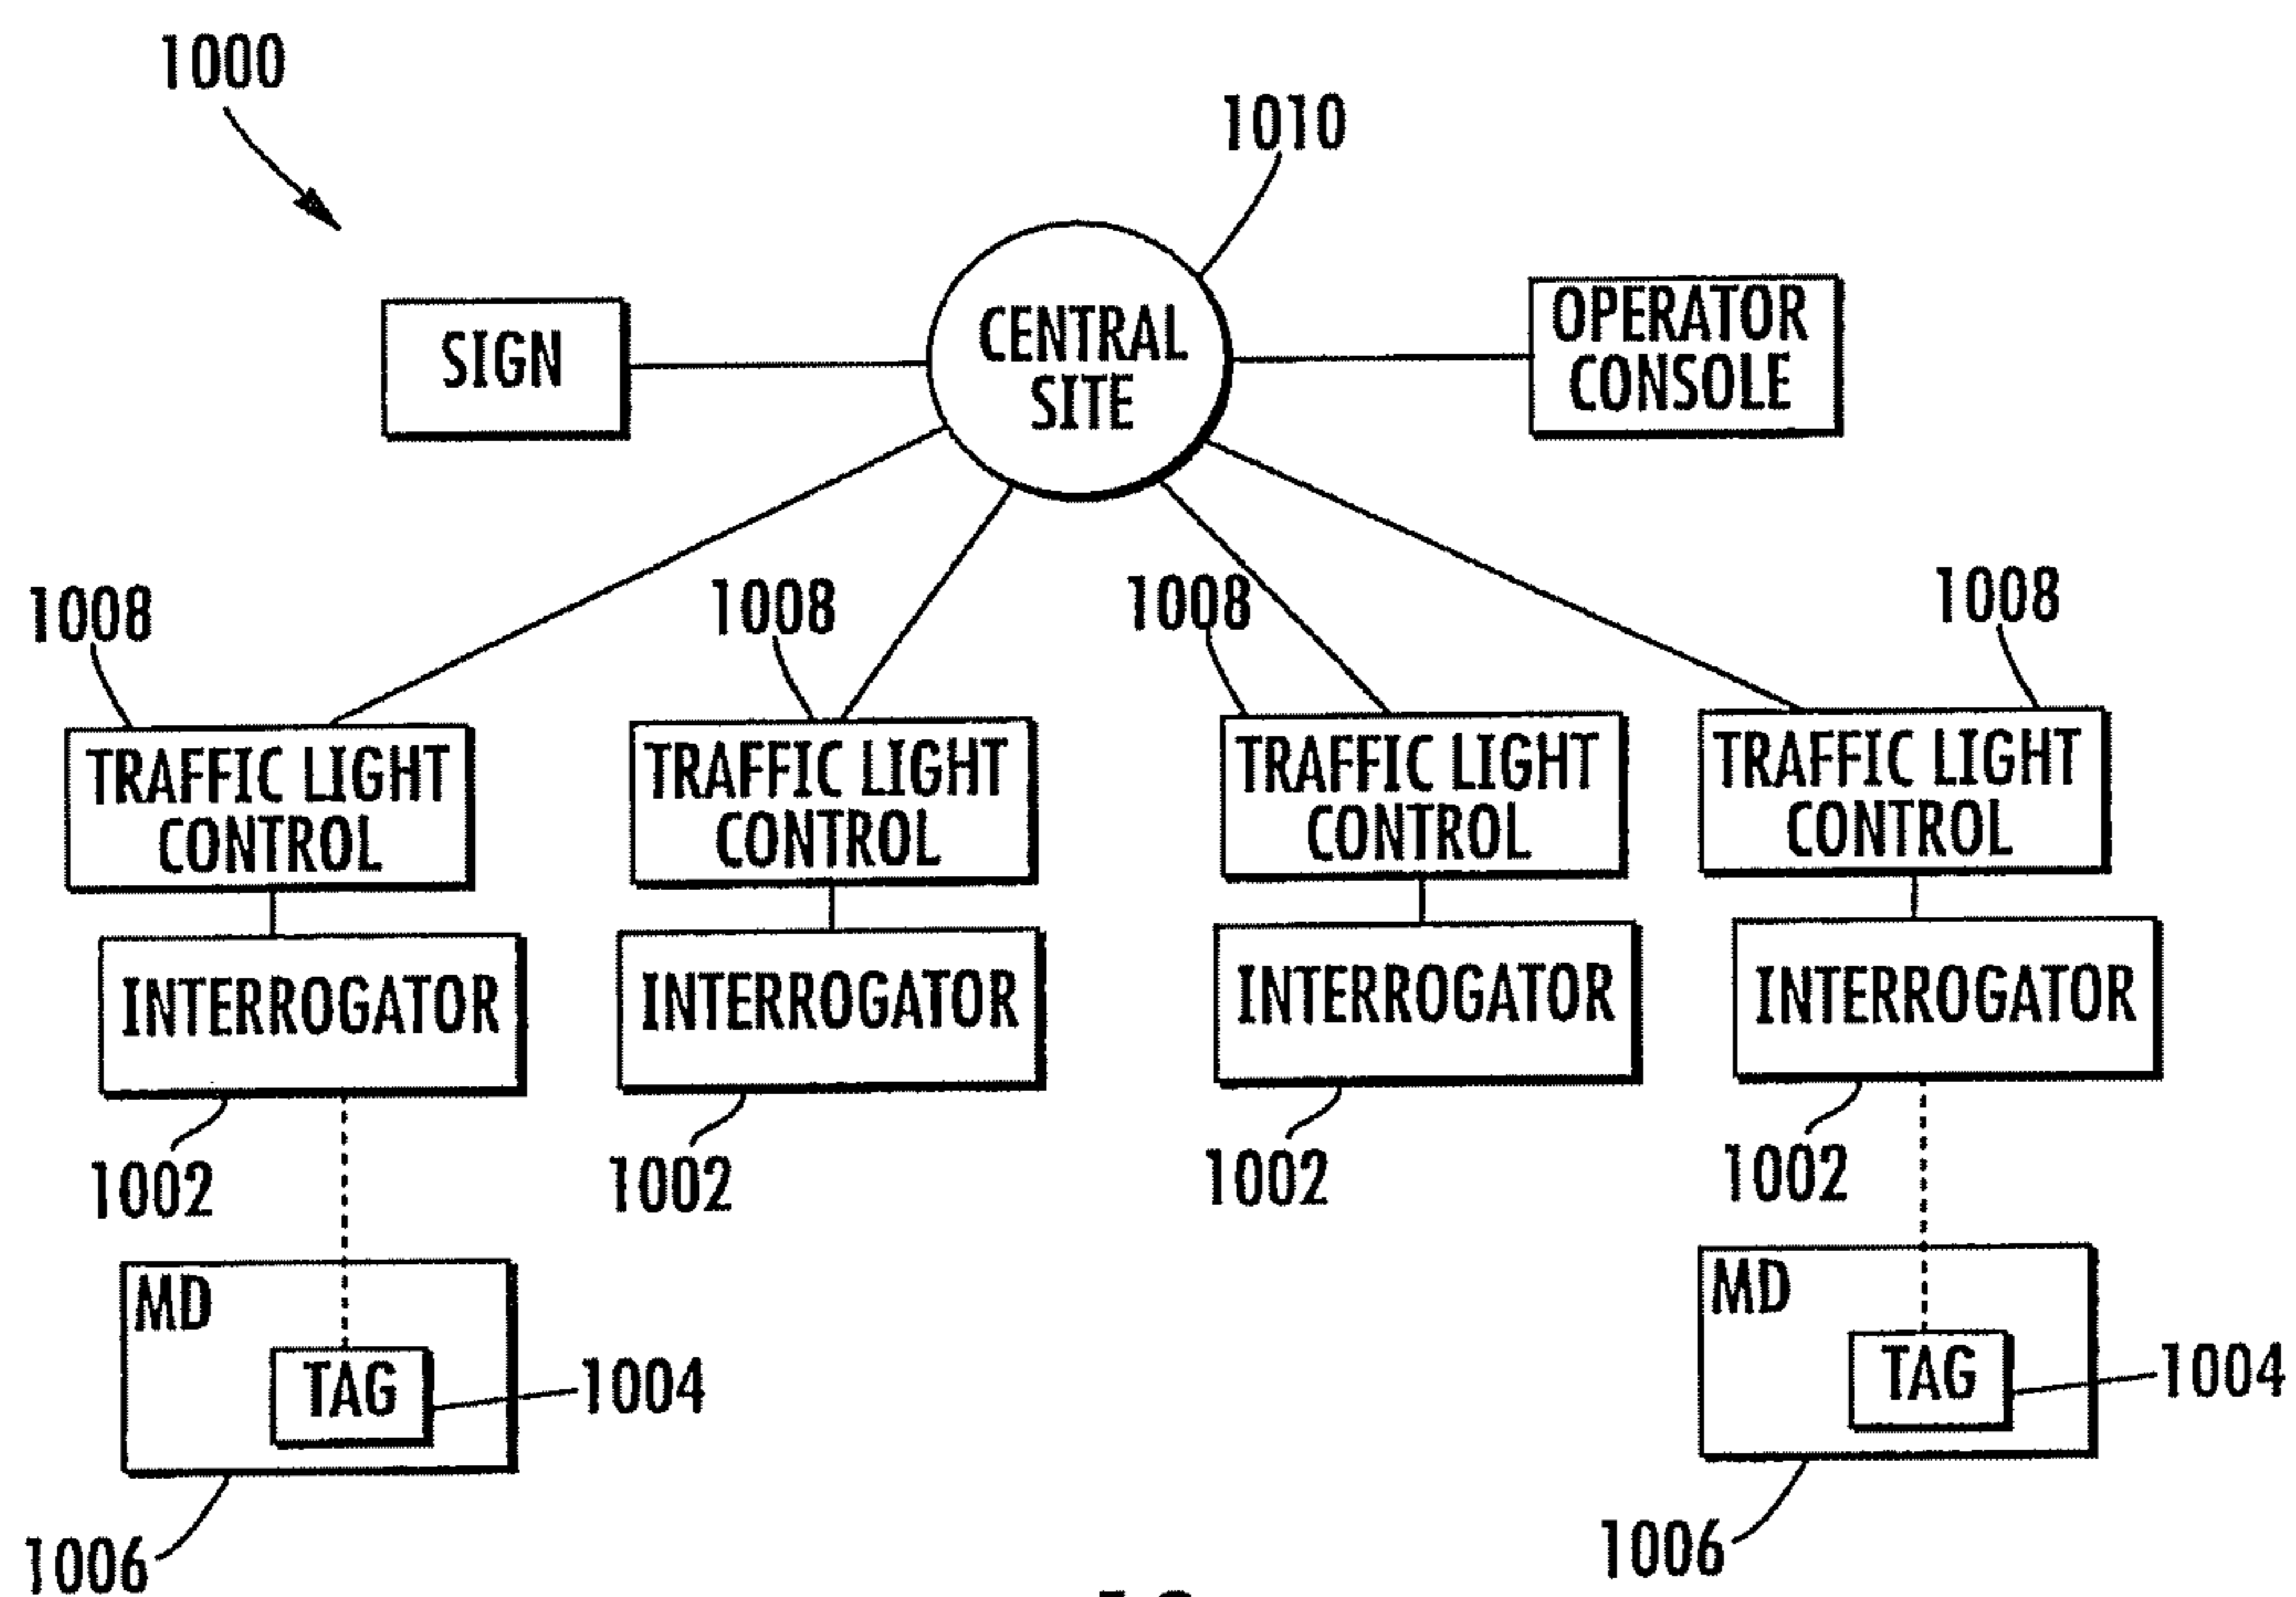 1000
1010
SIGN
CENTRAL
SITE
OPERATOR
CONSOLE
1008
1008
1008
1008
TRAFFIC LIGHT
CONTROL
TRAFFIC LIGHT
CONTROL
TRAFFIC LIGHT
CONTROL
TRAFFIC LIGHT
CONTROL
INTERROGATOR
INTERROGATOR
INTERROGATOR
INTERROGATOR
1002
1002
1002
1002
MD
TAG
1004
MD
TAG
1004
1006
1006